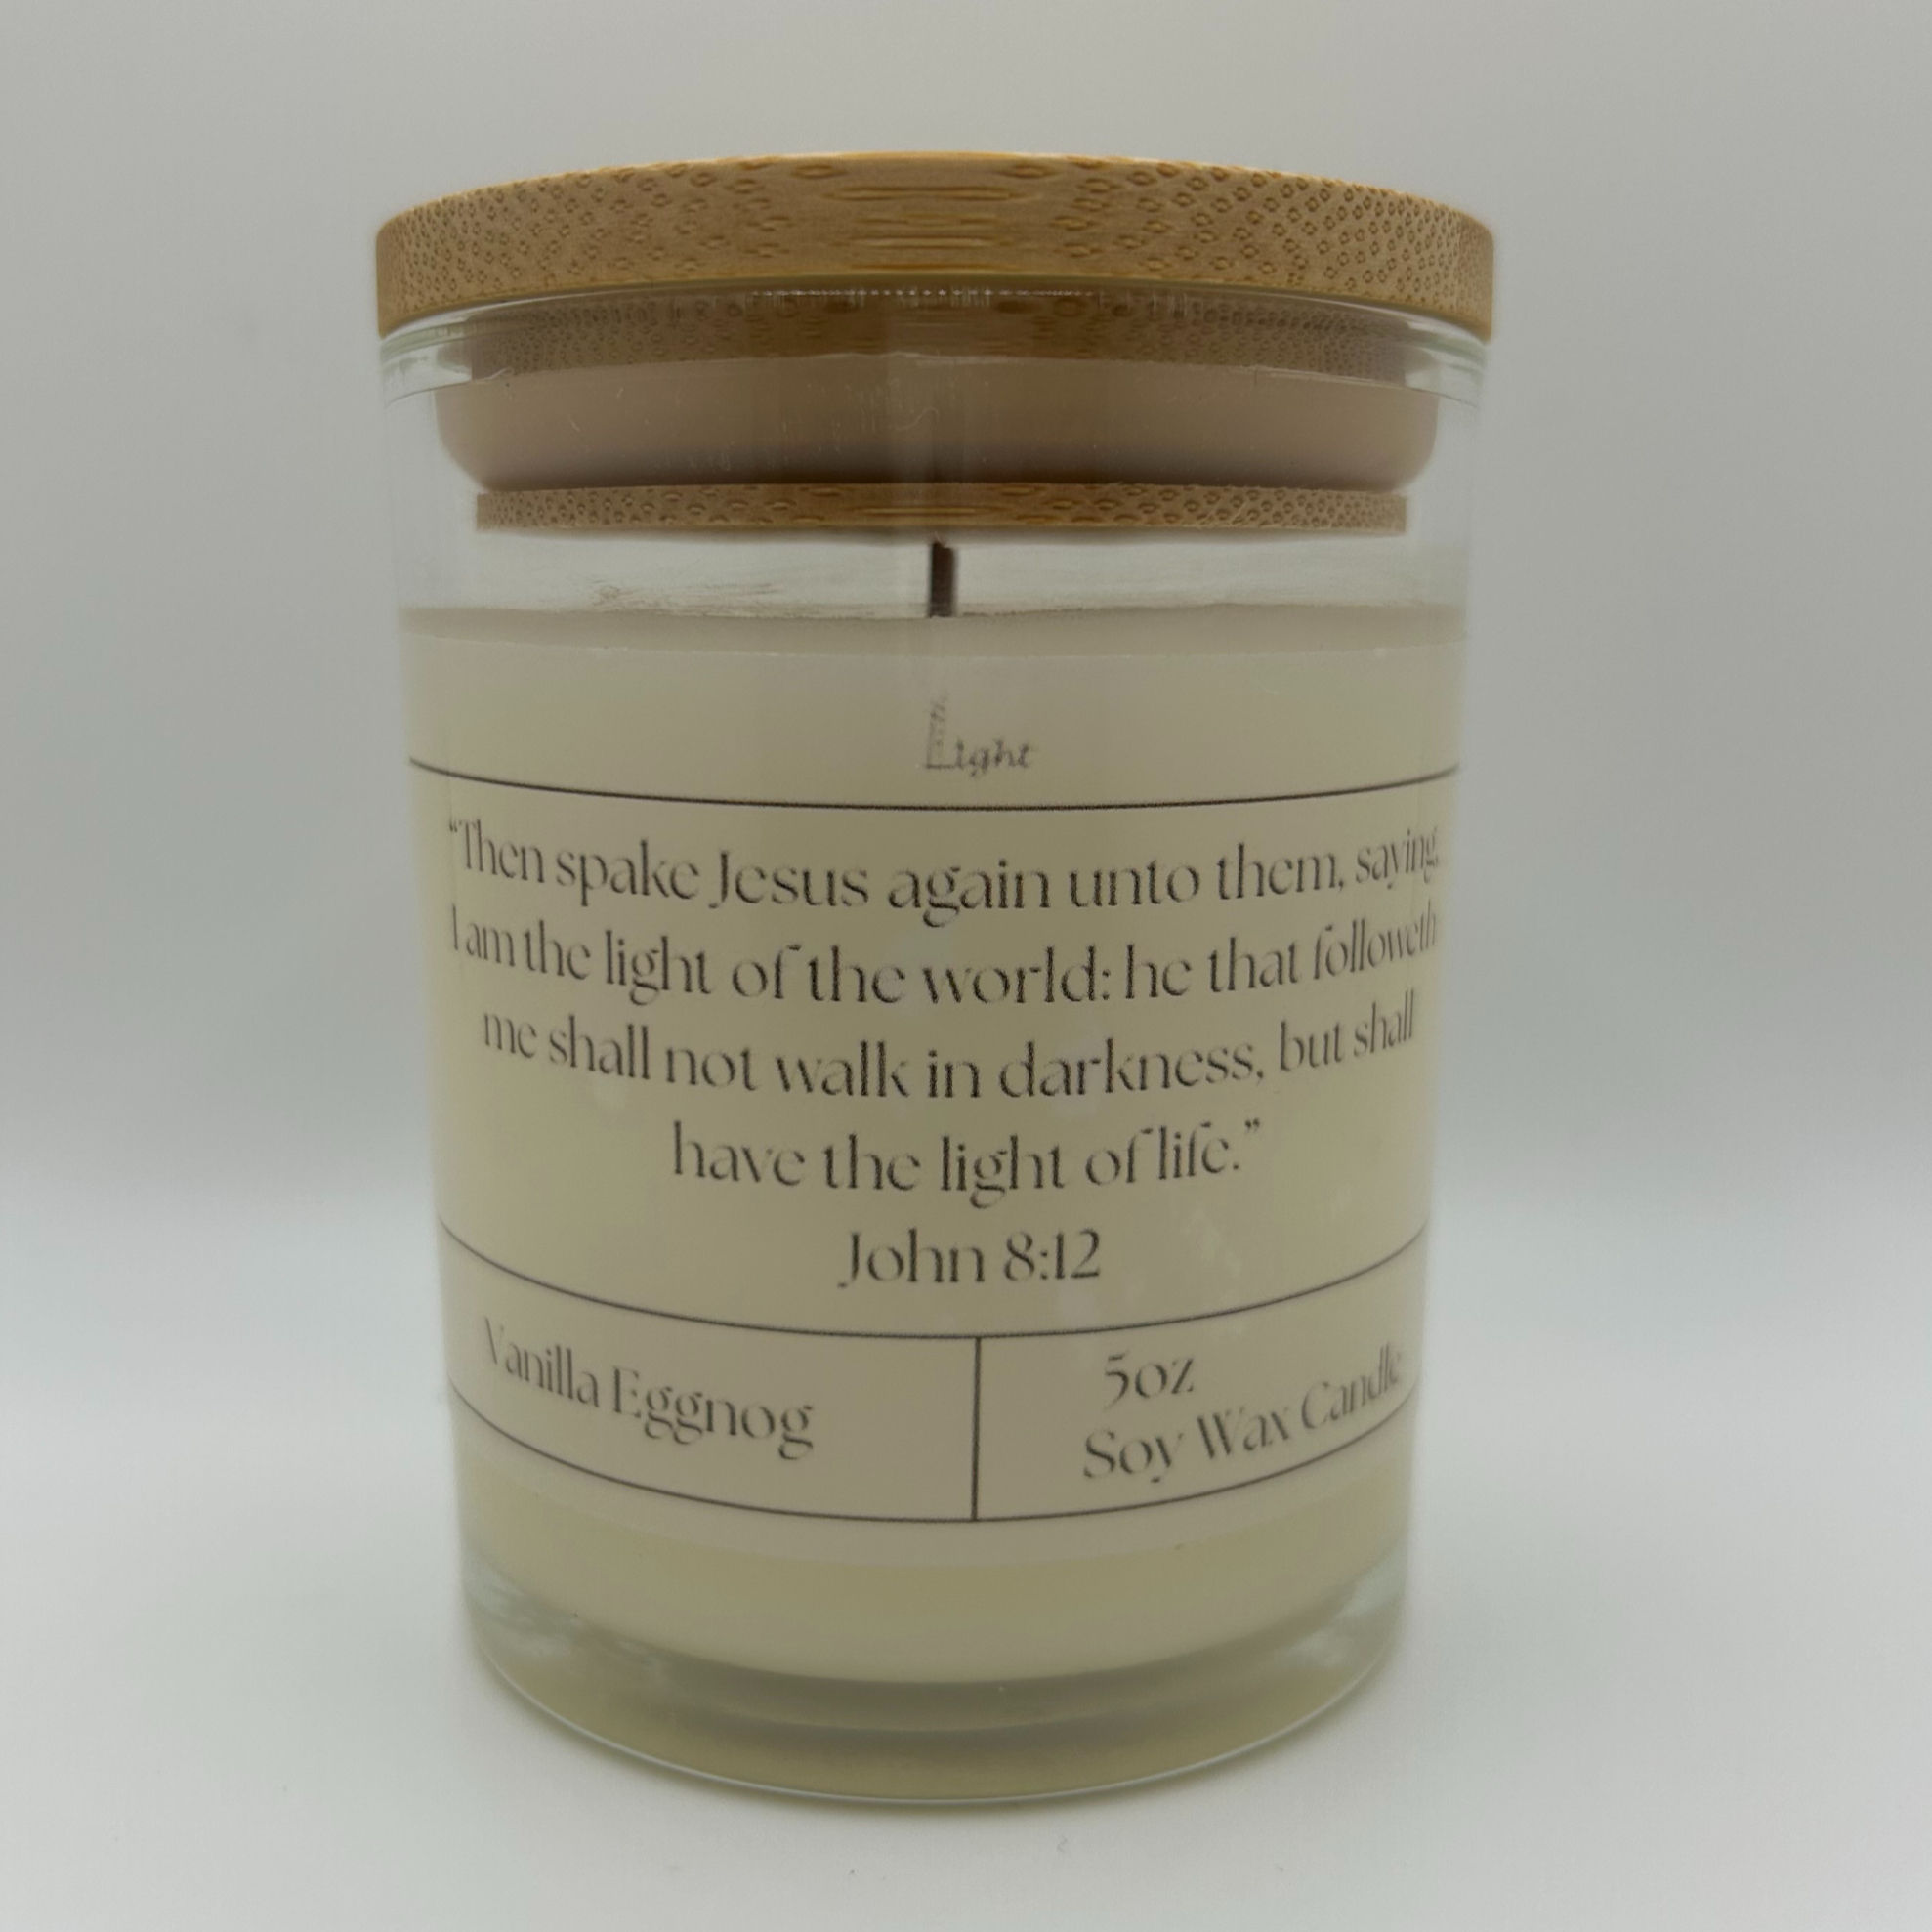 Light
“Then spake Jesus again unto them, saying,
I am the light of the world: he that followeth
me shall not walk in darkness, but shall
have the light of life.”
John 8:12
Vanilla Eggnog
5oz
Soy Wax Candle